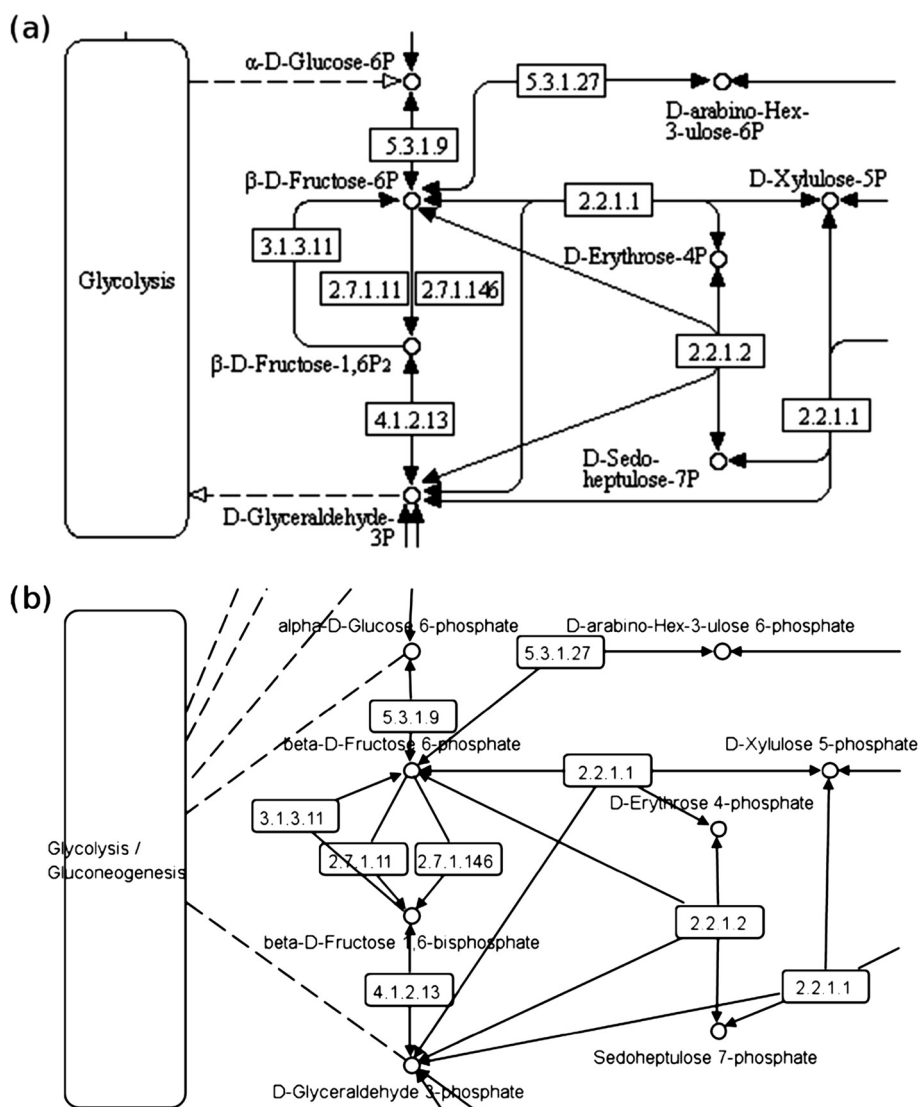 (a)
α-D-Glucose-6P
5.3.1.27
D-arabino-Hex-
3-ulose-6P
5.3.1.9
β-D-Fructose-6P
D-Xylulose-5P
2.2.1.1
3.1.3.11
D-Erythrose-4P
Glycolysis
2.7.1.11
2.7.1.146
2.2.1.2
β-D-Fructose-1,6P2
4.1.2.13
2.2.1.1
D-Sedo-
heptulose-7P
D-Glyceraldehyde-
3P
(b)
alpha-D-Glucose 6-phosphate
D-arabino-Hex-3-ulose 6-phosphate
5.3.1.27
5.3.1.9
beta-D-Fructose 6-phosphate
D-Xylulose 5-phosphate
2.2.1.1
D-Erythrose 4-phosphate
3.1.3.11
Glycolysis /
Gluconeogenesis
2.7.1.11
2.7.1.146
2.2.1.2
beta-D-Fructose 1,6-bisphosphate
4.1.2.13
2.2.1.1
Sedoheptulose 7-phosphate
D-Glyceraldehyde 3-phosphate